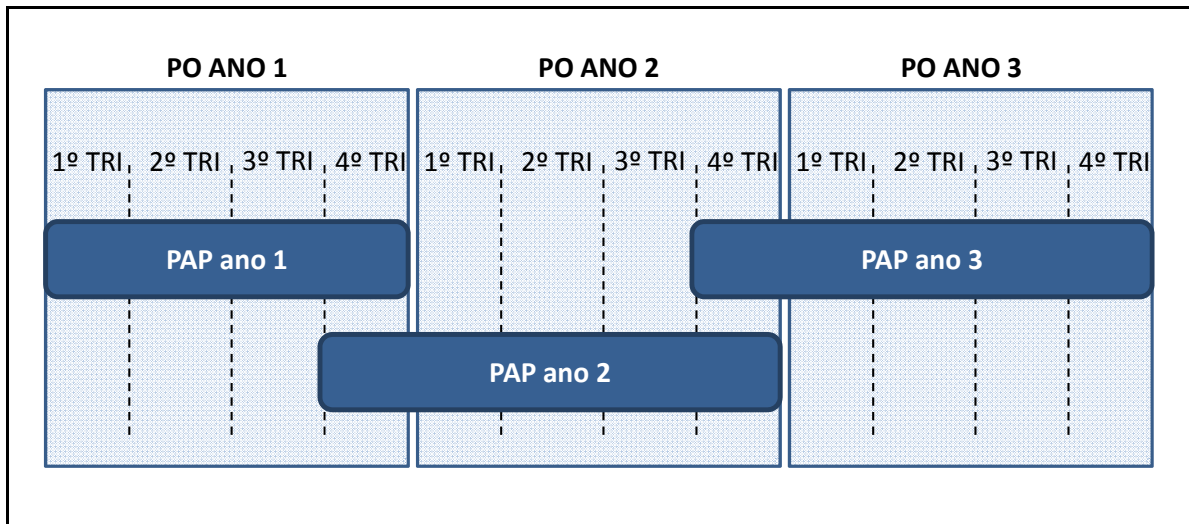 PO ANO 1 PO ANO 2 PO ANO 3
1º TRI 2º TRI 3º TRI 4º TRI 1º TRI 2º TRI 3º TRI 4º TRI 1º TRI 2º TRI 3º TRI 4º TRI
PAP ano 1 PAP ano 3
PAP ano 2